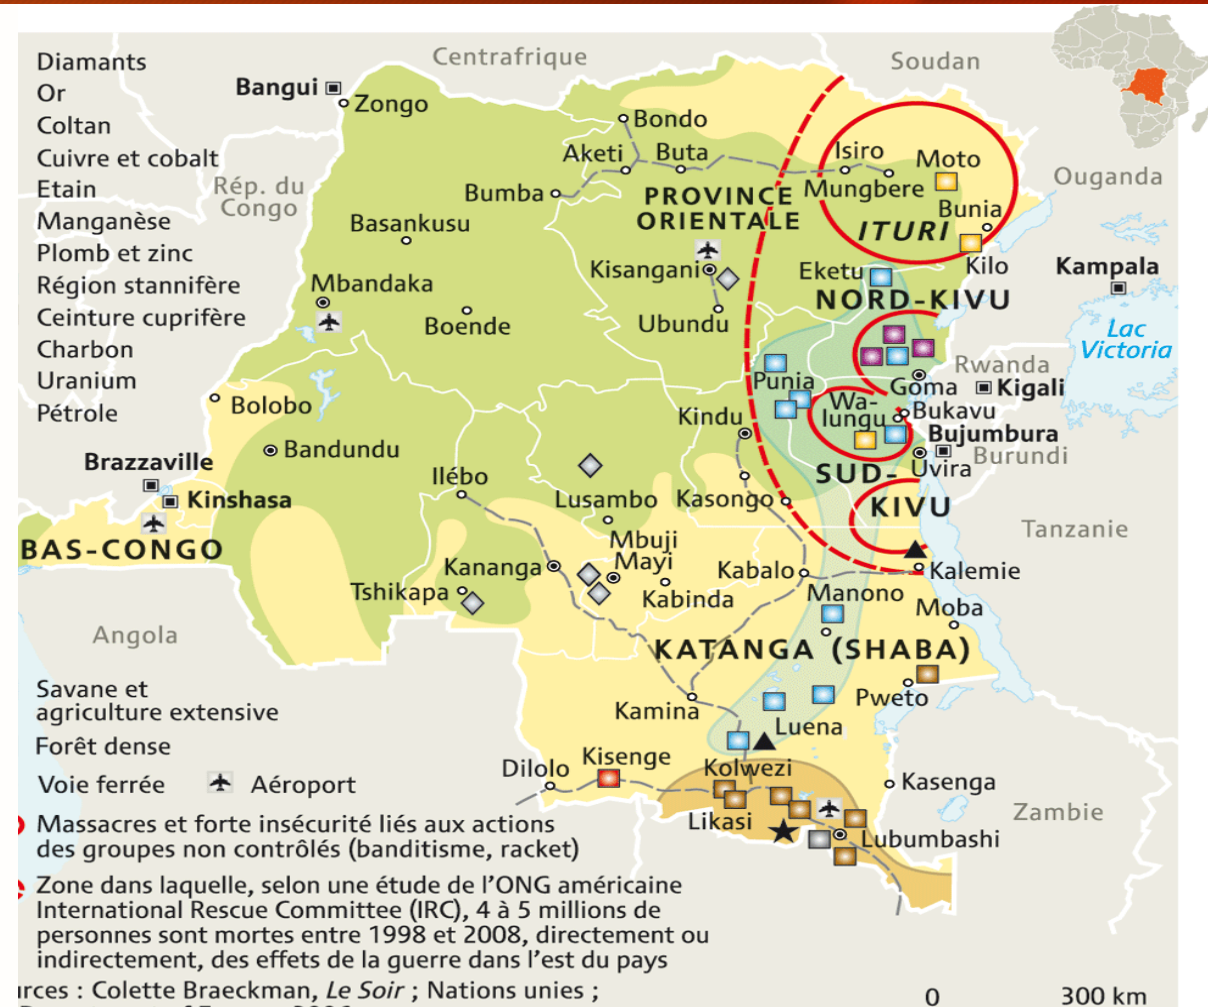 Diamants
Or
Coltan
Cuivre et cobalt
Etain
Manganèse
Plomb et zinc
Région stannifère
Ceinture cuprifère
Charbon
Uranium
Pétrole
Centrafrique
Soudan
Bangui
Zongo
Bondo
Aketi
Buta
Isiro
Moto
Rép. du
Congo
Bumba
PROVINCE
ORIENTALE
Mungbere
Ouganda
Basankusu
Bunia
ITURI
Kisangani
Eketu
Kilo
Kampala
Mbandaka
NORD-KIVU
Boende
Ubundu
Lac
Victoria
Rwanda
Punia
Goma
Kigali
Bolobo
Kindu
Wa-
lungu
Bukavu
Bandundu
Bujumbura
Burundi
Brazzaville
Ilébo
SUD-
Uvira
Kinshasa
Lusambo
Kasongo
KIVU
Tanzanie
BAS-CONGO
Mbuji
Mayi
Kananga
Kabalo
Kalemie
Tshikapa
Kabinda
Manono
Moba
Angola
KATANGA (SHABA)
Pweto
Kamina
Luena
Savane et
agriculture extensive
Forêt dense
Voie ferrée
Aéroport
Dilolo
Kisenge
Kolwezi
Kasenga
Likasi
Zambie
Lubumbashi
Massacres et forte insécurité liés aux actions
des groupes non contrôlés (banditisme, racket)
Zone dans laquelle, selon une étude de l'ONG américaine
International Rescue Committee (IRC), 4 à 5 millions de
personnes sont mortes entre 1998 et 2008, directement ou
indirectement, des effets de la guerre dans l'est du pays
urces : Colette Braeckman, Le Soir ; Nations unies ;
0 300 km